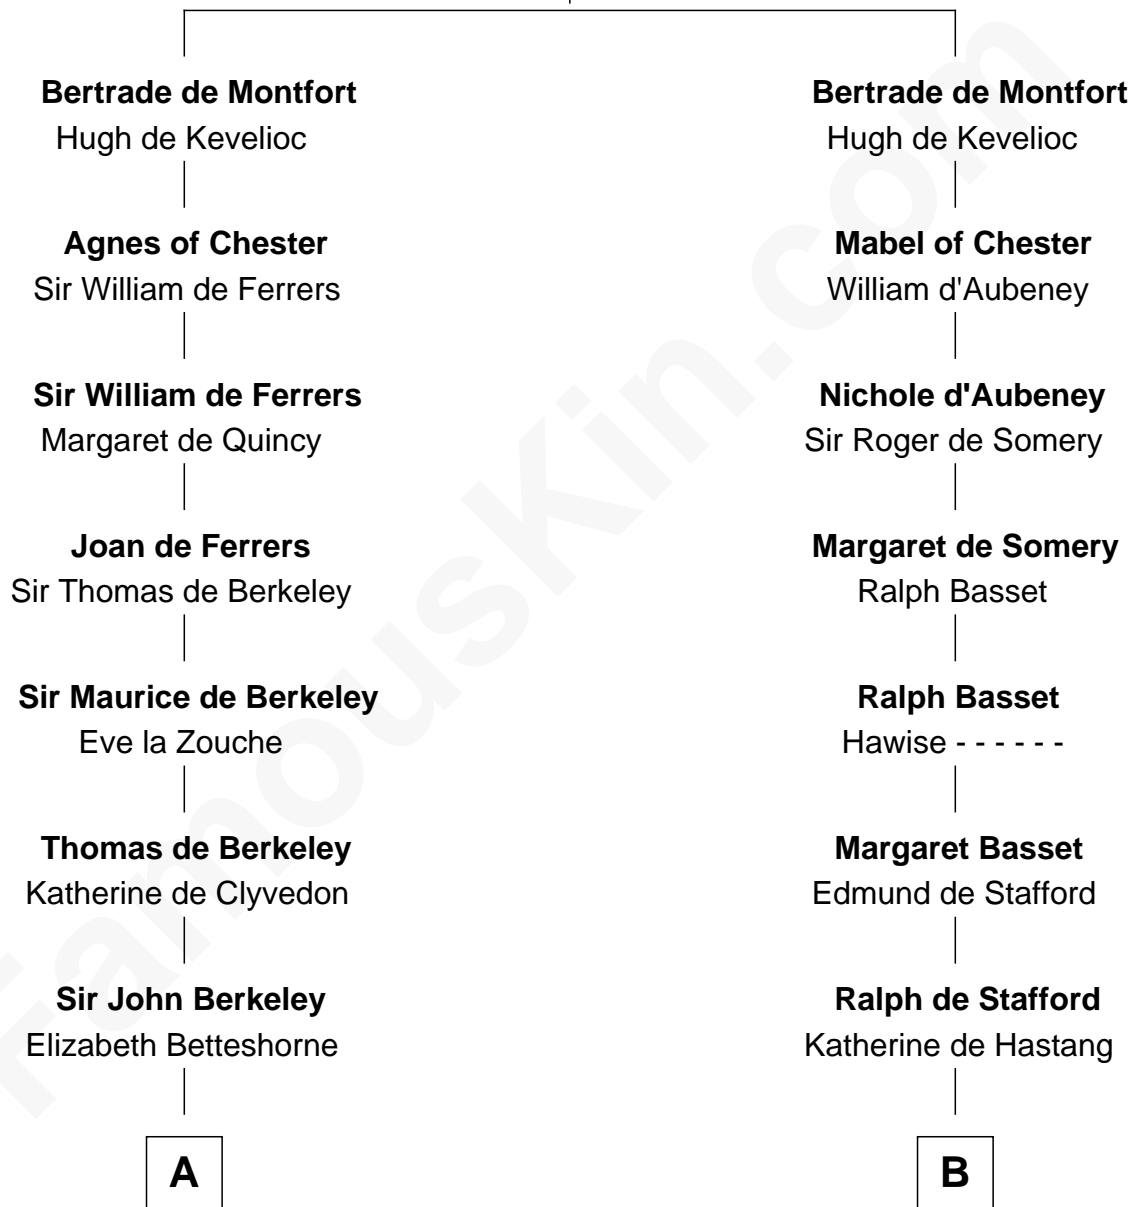 Bertrade de Montfort
Hugh de Kevelioc
Agnes of Chester
Sir William de Ferrers
Sir William de Ferrers
Margaret de Quincy
Joan de Ferrers
Sir Thomas de Berkeley
Sir Maurice de Berkeley
Eve la Zouche
Thomas de Berkeley
Katherine de Clyvedon
Sir John Berkeley
Elizabeth Betteshorne
A
Bertrade de Montfort
Hugh de Kevelioc
Mabel of Chester
William d'Aubeney
Nichole d'Aubeney
Sir Roger de Somery
Margaret de Somery
Ralph Basset
Ralph Basset
Hawise - - - - - -
Margaret Basset
Edmund de Stafford
Ralph de Stafford
Katherine de Hastang
B
FamousKin.com